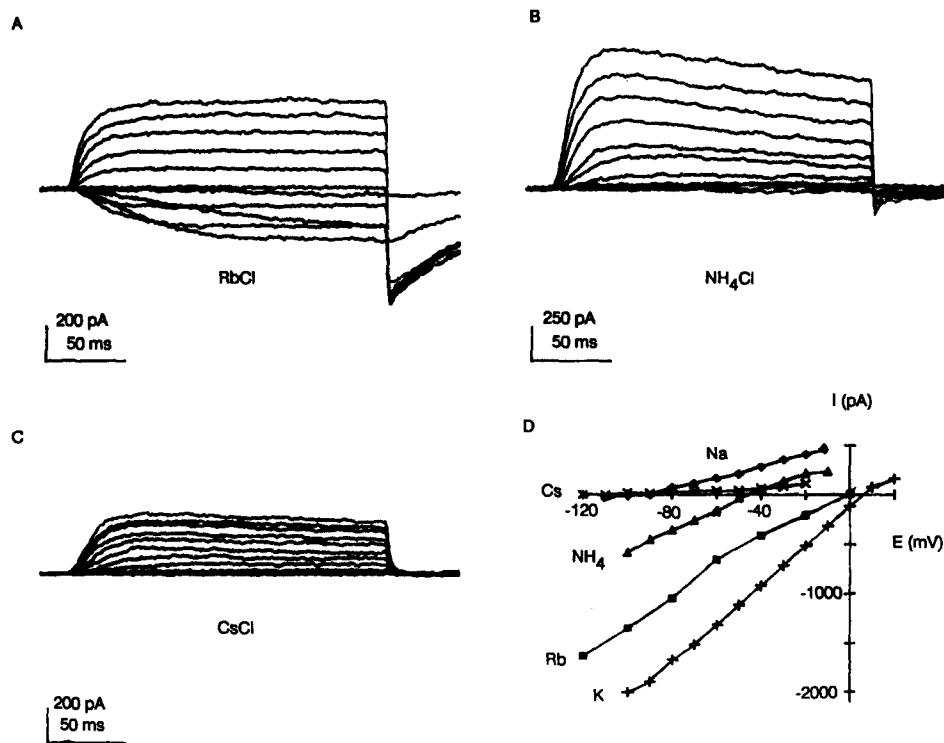 A
RbCl
200 pA
50 ms
B
NH4Cl
250 pA
50 ms
C
CsCl
200 pA
50 ms
D
I (pA)
Na
Cs
-120
-80
-40
NH4
E (mV)
-1000
Rb
K
-2000